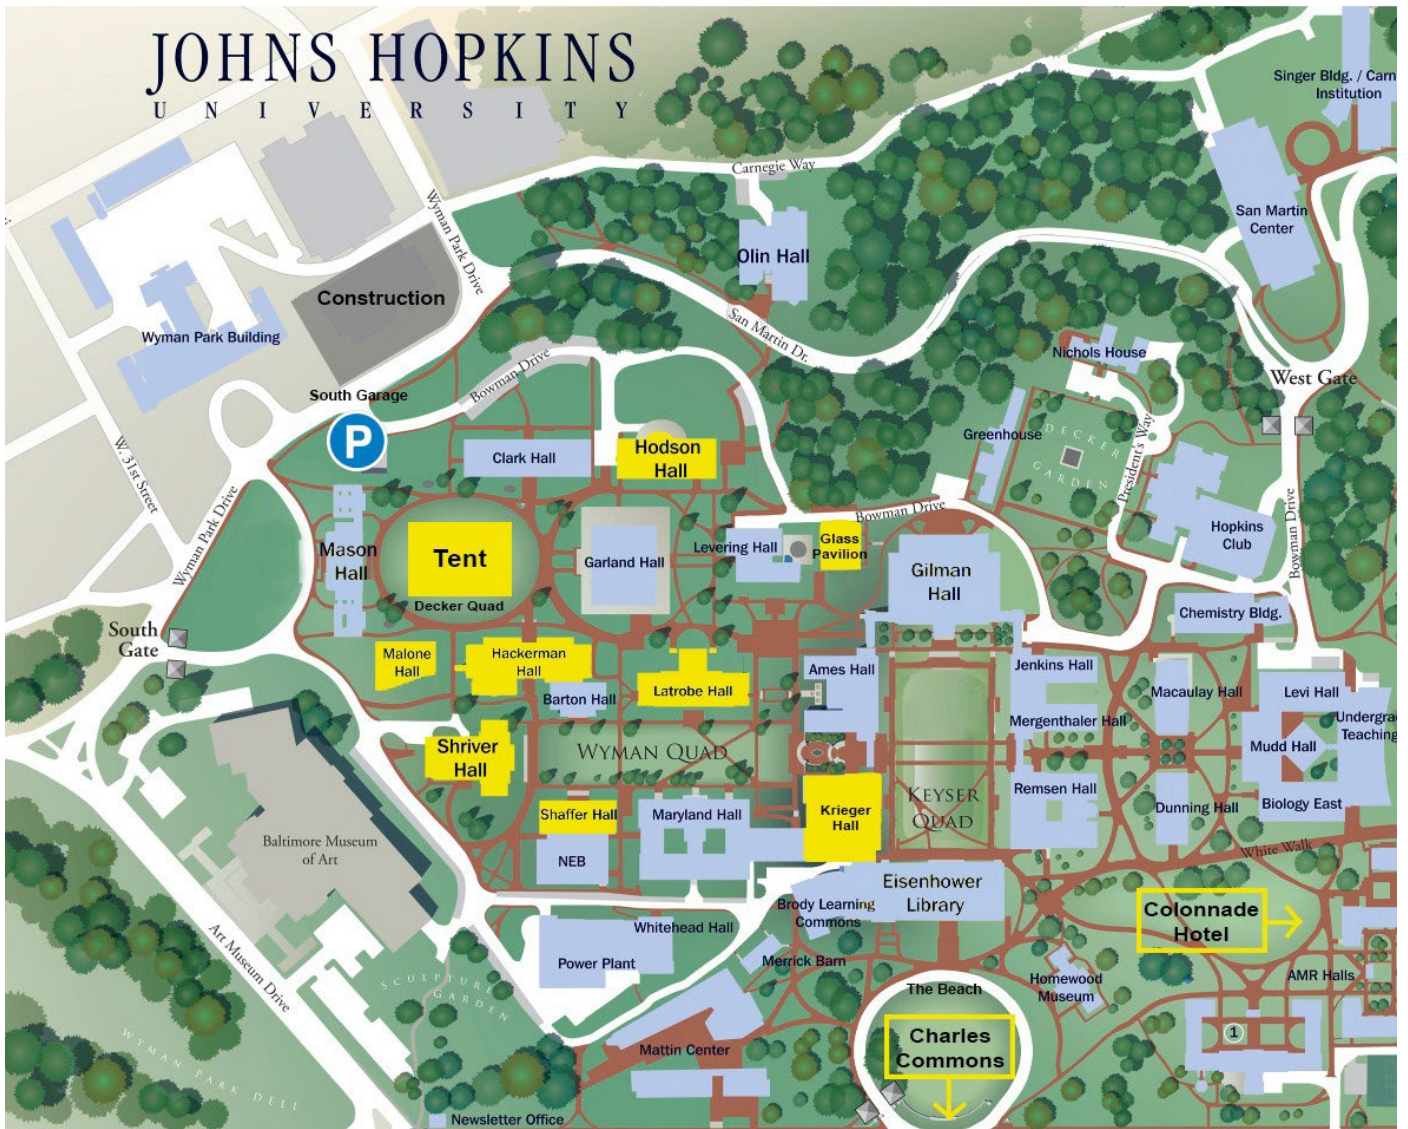 JOHNS HOPKINS
UNIVERSITY
Singer Bldg. / Carn
Institution
Carnegie Way
San Martin
Center
Wyman Park Drive
Olin Hall
Construction
San Martin Dr.
Wyman Park Building
Nichols House
West Gate
Bowman Drive
South Garage
P
Greenhouse
DECKER
GARDEN
President's Way
Clark Hall
Hodson
Hall
W. 31st Street
Wyman Park Drive
Bowman Drive
Hopkins
Club
Bowman Drive
Mason
Hall
Tent
Decker Quad
Garland Hall
Levering Hall
Glass
Pavilion
Gilman
Hall
Chemistry Bldg.
South
Gate
Malone
Hall
Hackerman
Hall
Barton Hall
Latrobe Hall
Ames Hall
Jenkins Hall
Macaulay Hall
Levi Hall
Mergenthaler Hall
Undergra
Teaching
Shriver
Hall
WYMAN QUAD
Mudd Hall
KEYSER
QUAD
Remsen Hall
Dunning Hall
Biology East
Shaffer Hall
Maryland Hall
Krieger
Hall
Baltimore Museum
of Art
NEB
White Walk
Eisenhower
Library
Brody Learning
Commons
Colonnade
Hotel
Whitehead Hall
Power Plant
Merrick Barn
Art Museum Drive
SCULPTURE
GARDEN
Homewood
Museum
AMR Halls
The Beach
Charles
Commons
1
Mattin Center
WYMAN PARK DELL
Newsletter Office